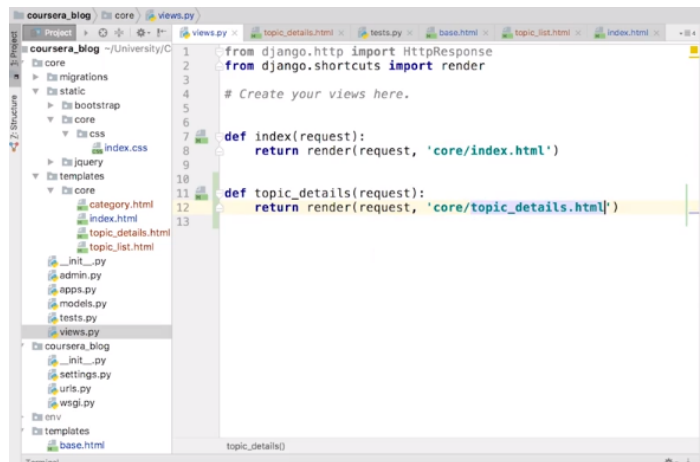 coursera_blog core views.py
Project
views.py topic_details.html tests.py base.html topic_list.html index.html
1: Project
Z: Structure
coursera_blog ~/University/C
core
migrations
static
bootstrap
core
css
index.css
jquery
templates
core
category.html
index.html
topic_details.html
topic_list.html
__init__.py
admin.py
apps.py
models.py
tests.py
views.py
coursera_blog
__init__.py
settings.py
urls.py
wsgi.py
env
templates
base.html
1 from django.http import HttpResponse
2 from django.shortcuts import render
3
4 # Create your views here.
5
6
7 def index(request):
8 return render(request, 'core/index.html')
9
10
11 def topic_details(request):
12 return render(request, 'core/topic_details.html')
13
topic_details()
Terminal